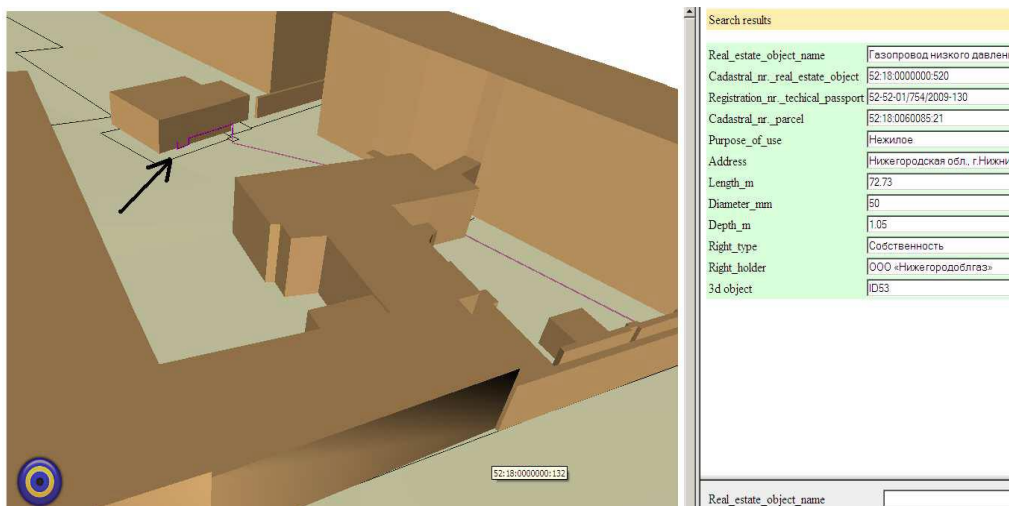 Search results
Real_estate_object_name Газопровод низкого
Cadastral_nr._real_estate_object 52:18:0000000:520
Registration_nr._techical_passport 52-52-01/754/2009-130
Cadastral_nr._parcel 52:18:0060085:21
Purpose_of_use Нежилое
Address Нижегородская обл., г.
Length_m 72.73
Diameter_mm 50
Depth_m 1.05
Right_type Собственность
Right_holder ООО «Нижегородоблгаз»
3d object ID53
52:18:0000000:132
Real_estate_object_name